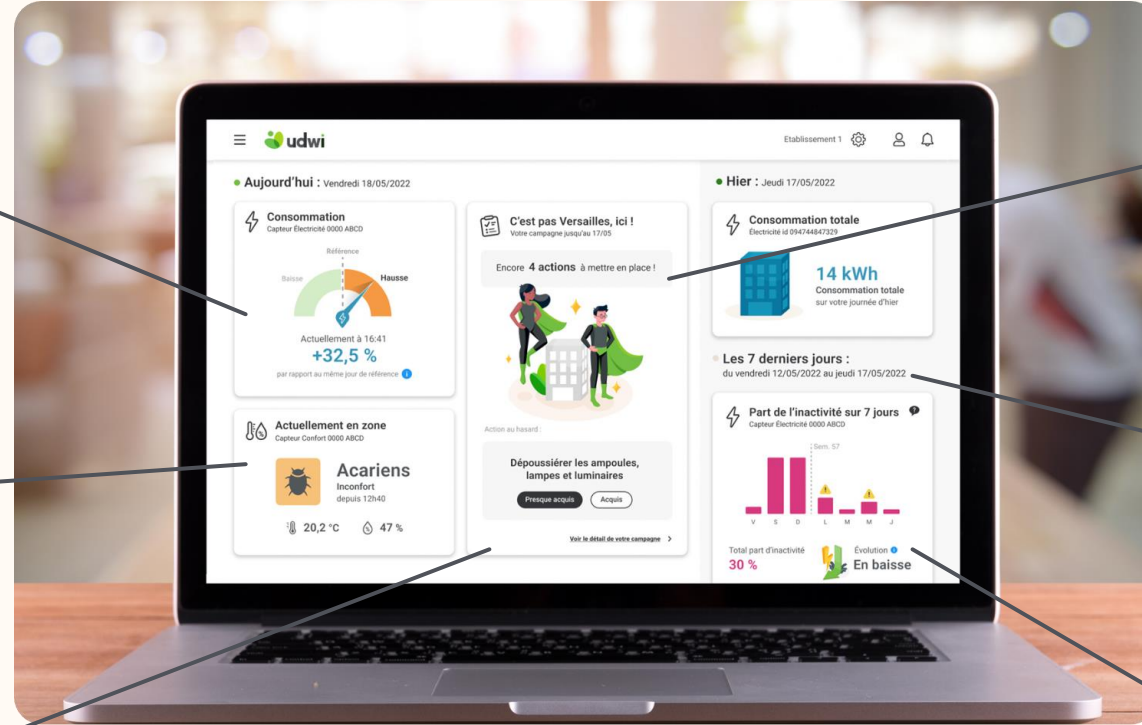 udwi
Etablissement 1
Aujourd'hui : Vendredi 18/05/2022
Consommation
Capteur Électricité 0000 ABCD
Référence
Baisse
Hausse
Actuellement à 16:41
+32,5 %
par rapport au même jour de référence i
Actuellement en zone
Capteur Confort 0000 ABCD
Acariens
Inconfort
depuis 12h40
20,2 °C
47 %
C'est pas Versailles, ici !
Votre campagne jusqu'au 17/05
Encore 4 actions à mettre en place !
Action au hasard :
Dépoussiérer les ampoules,
lampes et luminaires
Presque acquis
Acquis
Voir le détail de votre campagne >
Hier : Jeudi 17/05/2022
Consommation totale
Électricité id 094744847329
14 kWh
Consommation totale
sur votre journée d'hier
Les 7 derniers jours :
du vendredi 12/05/2022 au jeudi 17/05/2022
Part de l'inactivité sur 7 jours ?
Capteur Électricité 0000 ABCD
Sem. S7
V S D L M M J
Total part d'inactivité
30 %
Évolution i
En baisse